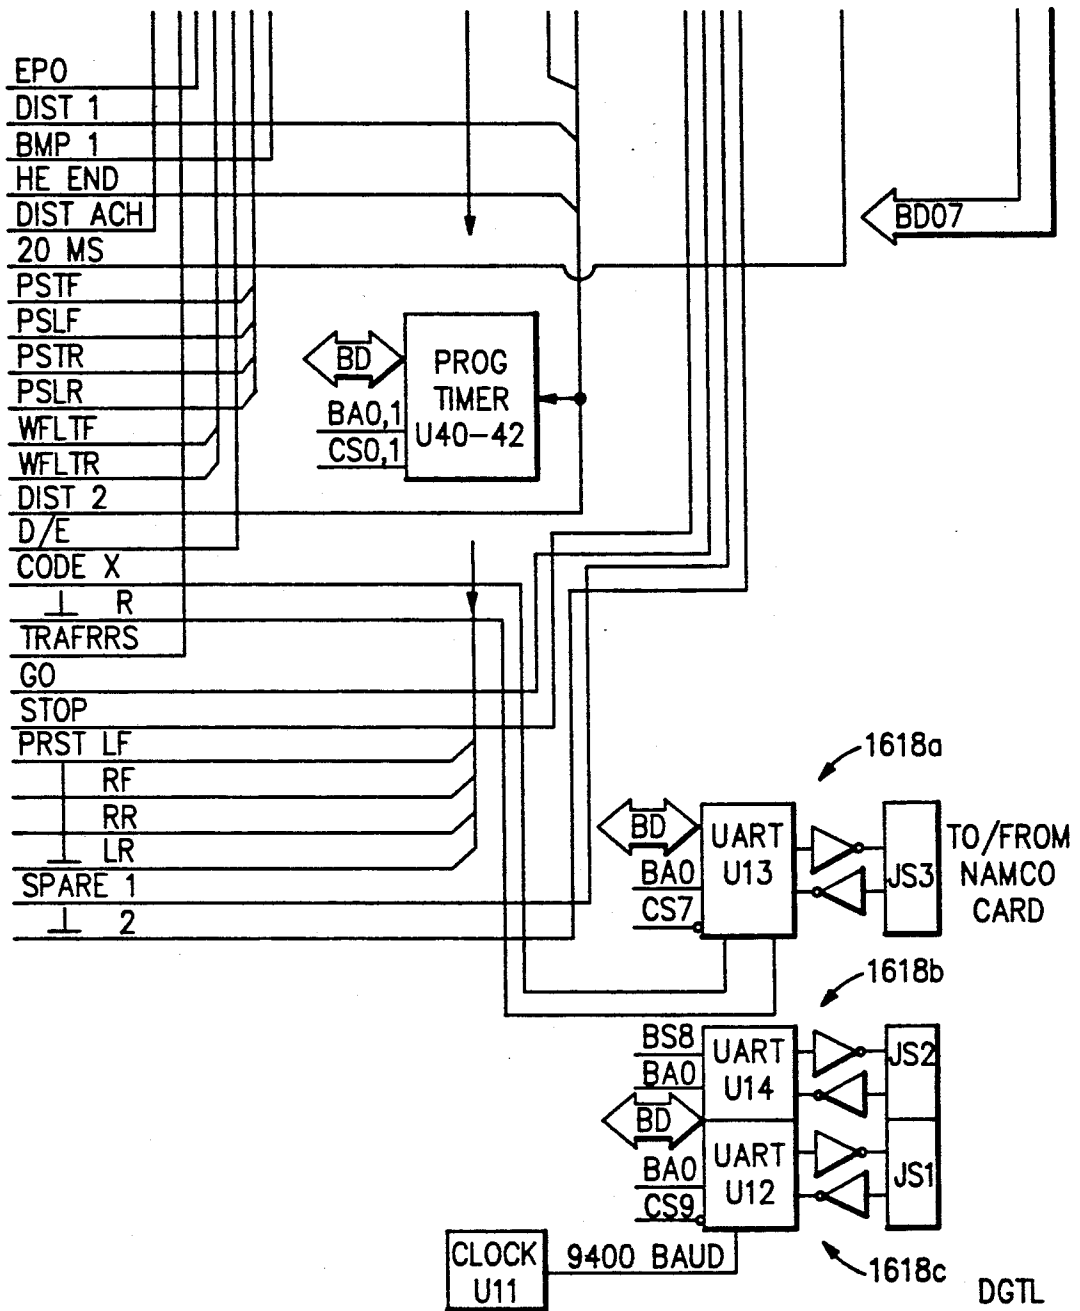 EPO
DIST 1
BMP 1
HE END
DIST ACH
20 MS
PSTF
PSLF
PSTR
PSLR
WFLTF
WFLTR
DIST 2
D/E
CODE X
R
TRAFRRS
GO
STOP
PRST LF
RF
RR
LR
SPARE 1
2
BD07
BD
BA0,1
CS0,1
PROG
TIMER
U40-42
1618a
BD
BA0
CS7
UART
U13
JS3
TO/FROM
NAMCO
CARD
1618b
BS8
BA0
UART
U14
JS2
BD
BA0
CS9
UART
U12
JS1
CLOCK
U11
9400 BAUD
1618c
DGTL